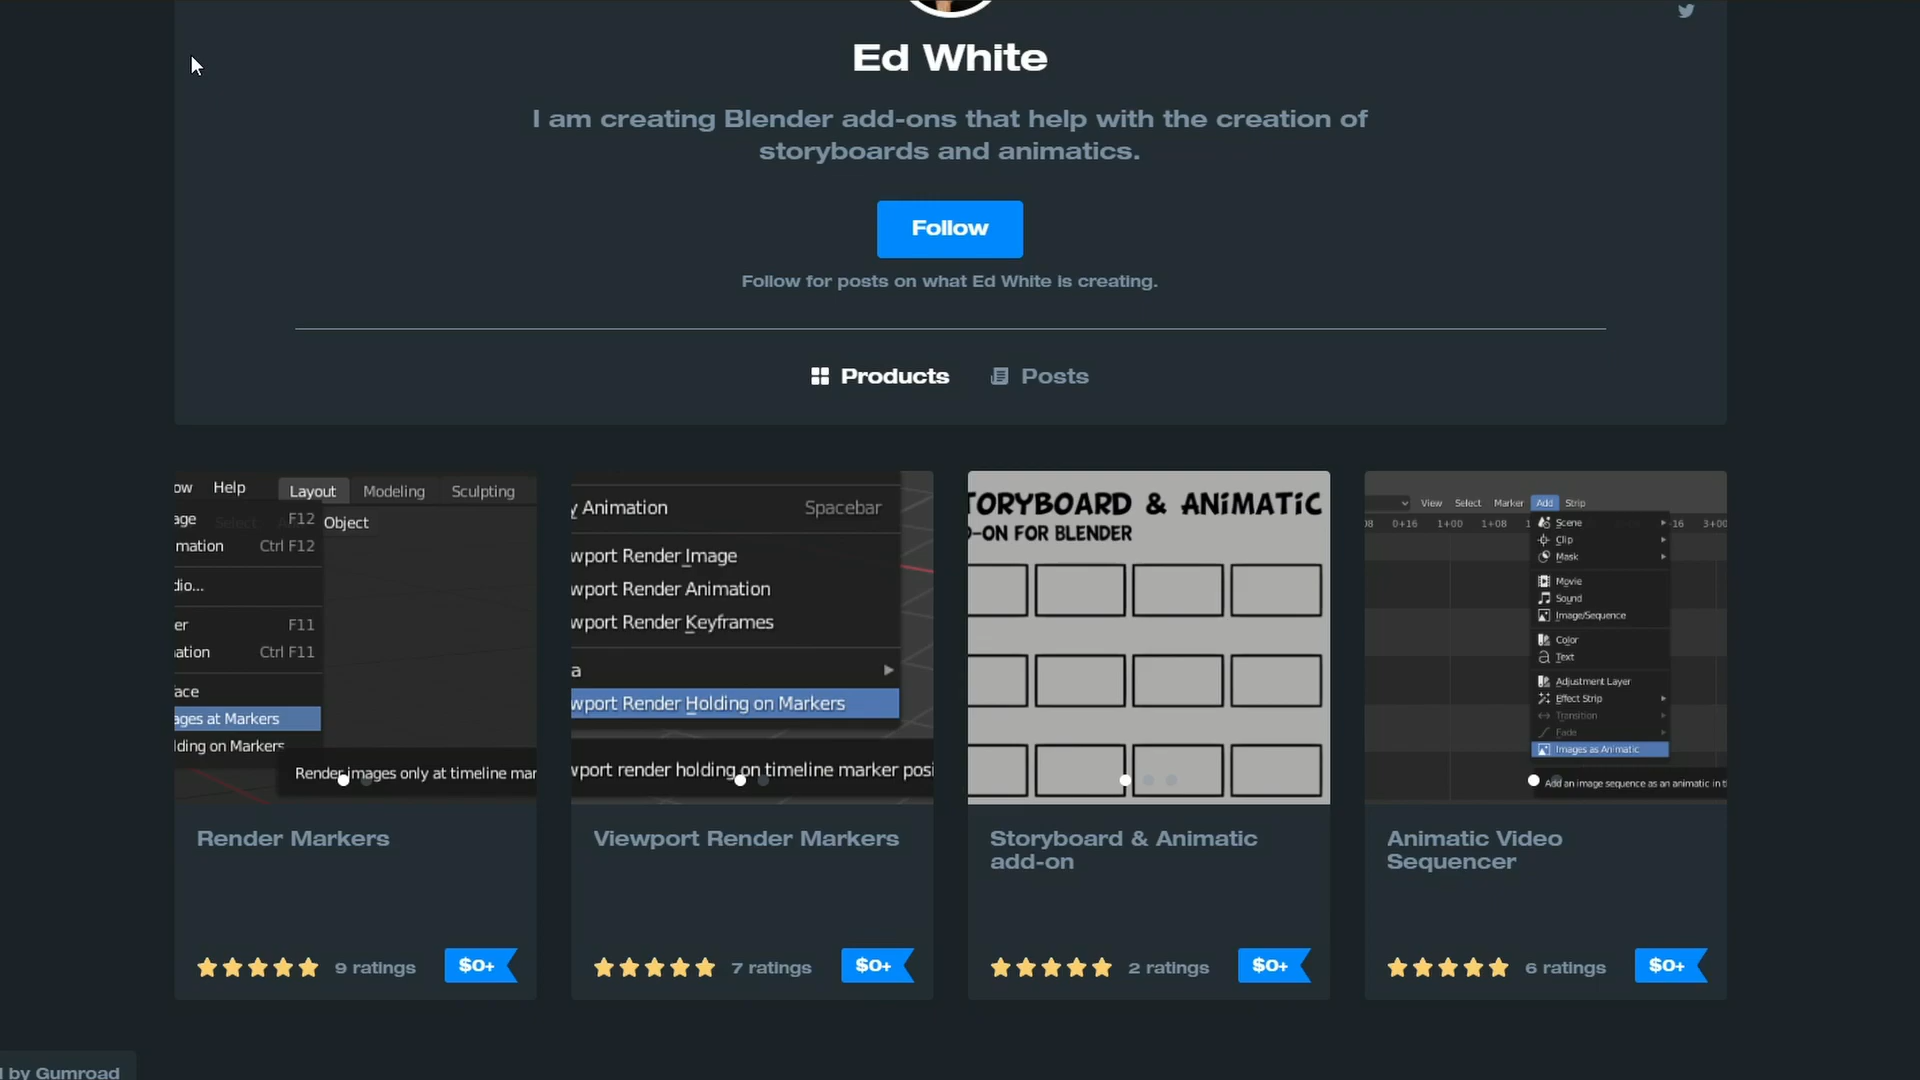 Ed White
I am creating Blender add-ons that help with the creation of
storyboards and animatics.
Follow
Follow for posts on what Ed White is creating.
Products
Posts
ow Help Layout Modeling Sculpting
age F12 Object
mation Ctrl F12
dio...
er F11
ation Ctrl F11
face
ages at Markers
lding on Markers
Render images only at timeline mar
Render Markers
9 ratings
$0+
y Animation Spacebar
wport Render Image
wport Render Animation
wport Render Keyframes
a
wport Render Holding on Markers
wport render holding on timeline marker posi
Viewport Render Markers
7 ratings
$0+
TORYBOARD & ANiMATiC
D-ON FOR BLENDER
Storyboard & Animatic
add-on
2 ratings
$0+
View Select Marker Add Strip
08 0+16 1+00 1+08 1 -16 3+00
Scene
Clip
Mask
Movie
Sound
Image/Sequence
Color
Text
Adjustment Layer
Effect Strip
Transition
Fade
Images as Animatic
Add an image sequence as an animatic in t
Animatic Video
Sequencer
6 ratings
$0+
by Gumroad